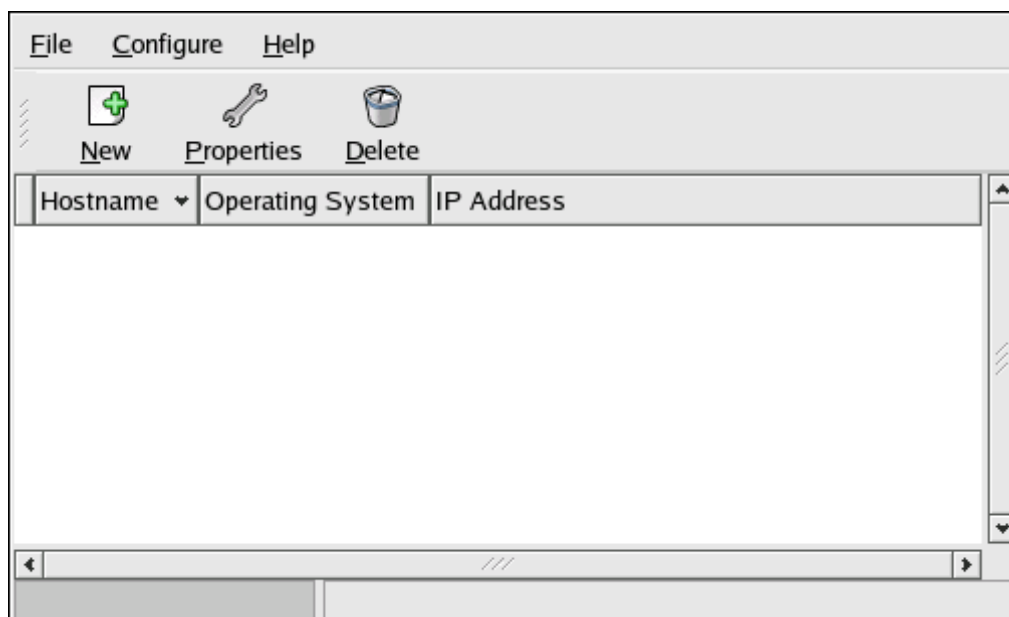 File Configure Help
New Properties Delete
Hostname Operating System IP Address